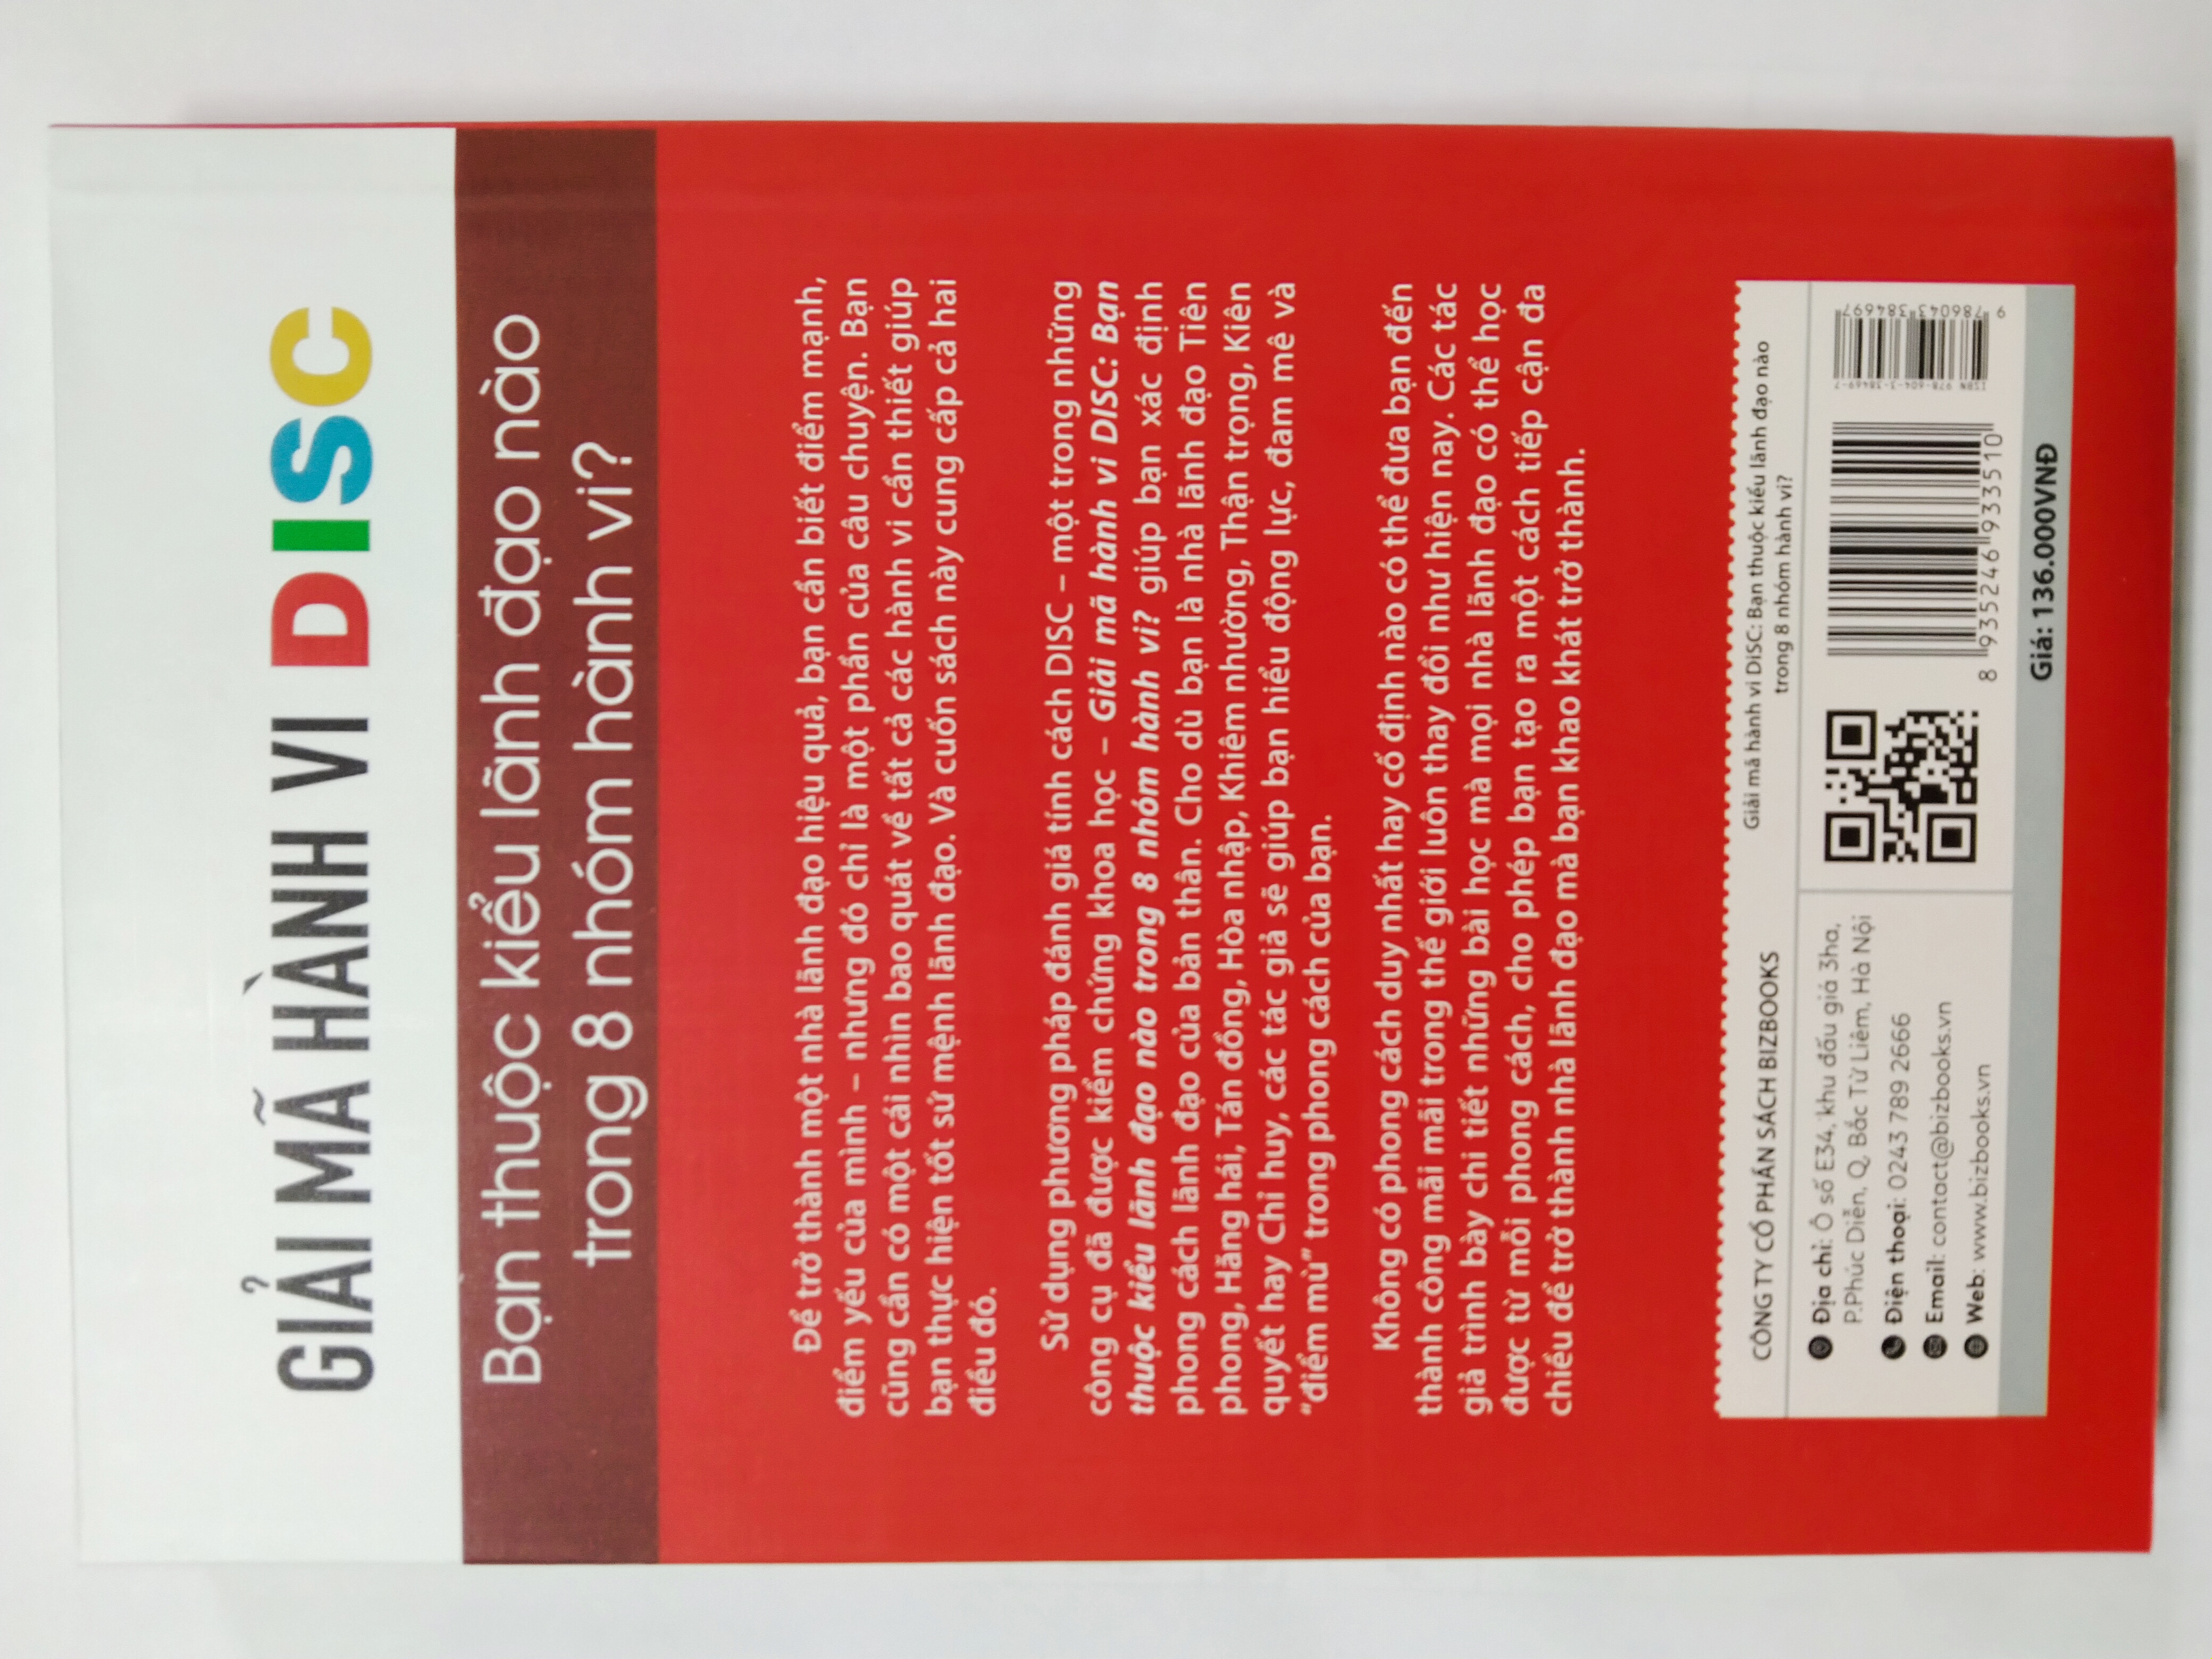 GIẢI MÃ HÀNH VI DISC
Bạn thuộc kiểu lãnh đạo nào
trong 8 nhóm hành vi?
Để trở thành một nhà lãnh đạo hiệu quả, bạn cần biết điểm mạnh,
điểm yếu của mình – nhưng đó chỉ là một phần của câu chuyện. Bạn
cũng cần có một cái nhìn bao quát về tất cả các hành vi cần thiết giúp
bạn thực hiện tốt sứ mệnh lãnh đạo. Và cuốn sách này cung cấp cả hai
điều đó.
Sử dụng phương pháp đánh giá tính cách DISC – một trong những
công cụ đã được kiểm chứng khoa học – Giải mã hành vi DISC: Bạn
thuộc kiểu lãnh đạo nào trong 8 nhóm hành vi? giúp bạn xác định
phong cách lãnh đạo của bản thân. Cho dù bạn là nhà lãnh đạo Tiên
phong, Hăng hái, Tán đồng, Hòa nhập, Khiêm nhường, Thận trọng, Kiên
quyết hay Chỉ huy, các tác giả sẽ giúp bạn hiểu động lực, đam mê và
"điểm mù" trong phong cách của bạn.
Không có phong cách duy nhất hay cố định nào có thể đưa bạn đến
thành công mãi mãi trong thế giới luôn thay đổi như hiện nay. Các tác
giả trình bày chi tiết những bài học mà mọi nhà lãnh đạo có thể học
được từ mỗi phong cách, cho phép bạn tạo ra một cách tiếp cận đa
chiều để trở thành nhà lãnh đạo mà bạn khao khát trở thành.
CÔNG TY CỔ PHẦN SÁCH BIZBOOKS
Địa chỉ: Ô số E34, khu đấu giá 3ha,
P.Phúc Diễn, Q. Bắc Từ Liêm, Hà Nội
Điện thoại: 0243 789 2666
Email: contact@bizbooks.vn
Web: www.bizbooks.vn
Giải mã hành vi DISC: Bạn thuộc kiểu lãnh đạo nào
trong 8 nhóm hành vi?
8 935246 933510
ISBN 978-604-3-38469-7
9 786043 384697
Giá: 136.000VNĐ